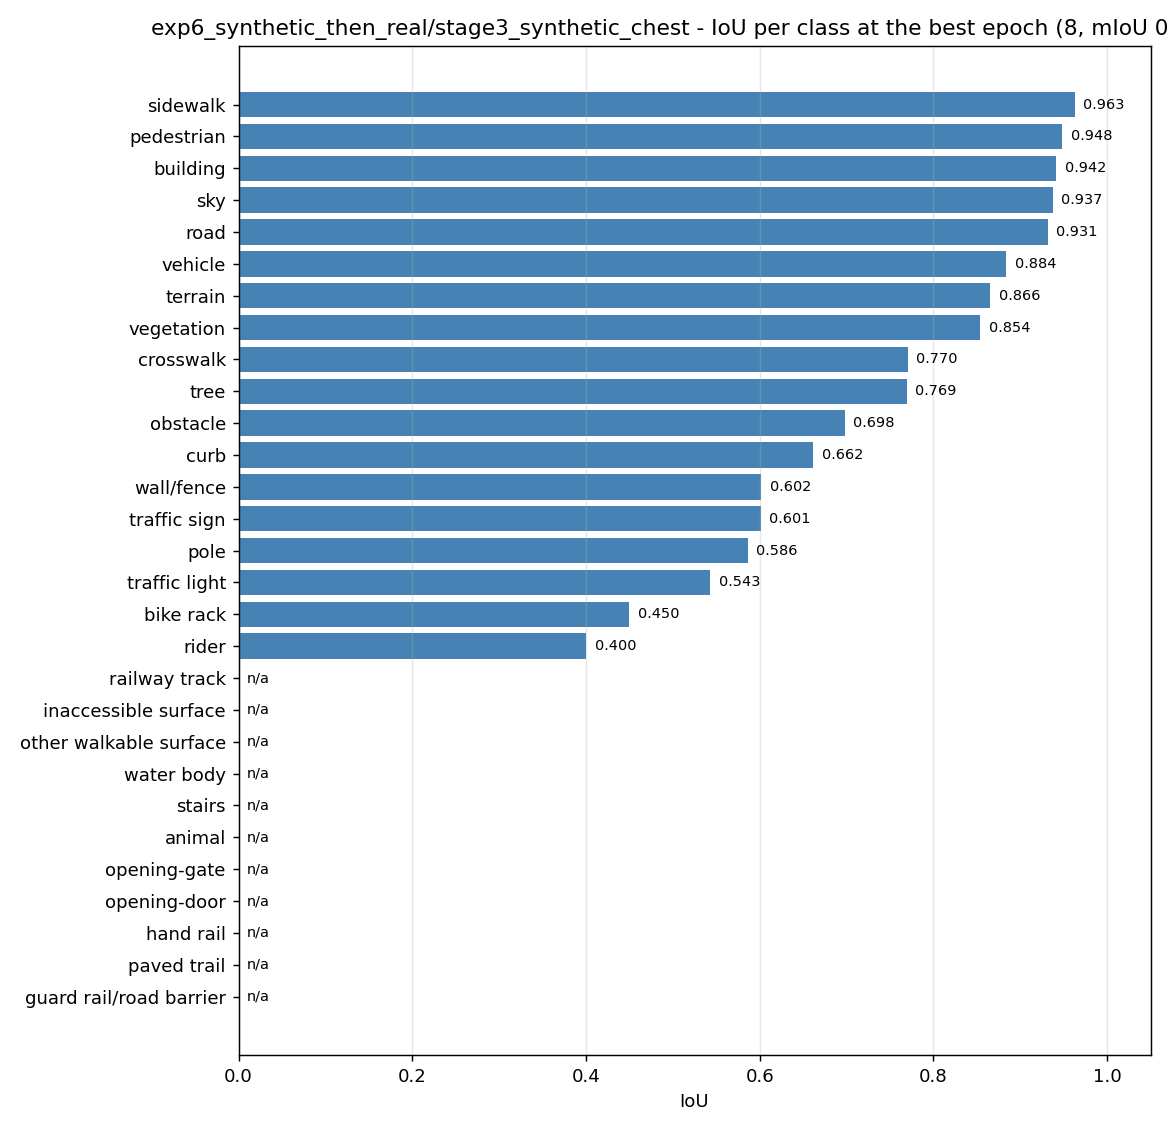 exp6_synthetic_then_real/stage3_synthetic_chest - IoU per class at the best epoch (8, mIoU 0
sidewalk 0.963
pedestrian 0.948
building 0.942
sky 0.937
road 0.931
vehicle 0.884
terrain 0.866
vegetation 0.854
crosswalk 0.770
tree 0.769
obstacle 0.698
curb 0.662
wall/fence 0.602
traffic sign 0.601
pole 0.586
traffic light 0.543
bike rack 0.450
rider 0.400
railway track n/a
inaccessible surface n/a
other walkable surface n/a
water body n/a
stairs n/a
animal n/a
opening-gate n/a
opening-door n/a
hand rail n/a
paved trail n/a
guard rail/road barrier n/a
0.0 0.2 0.4 0.6 0.8 1.0
IoU